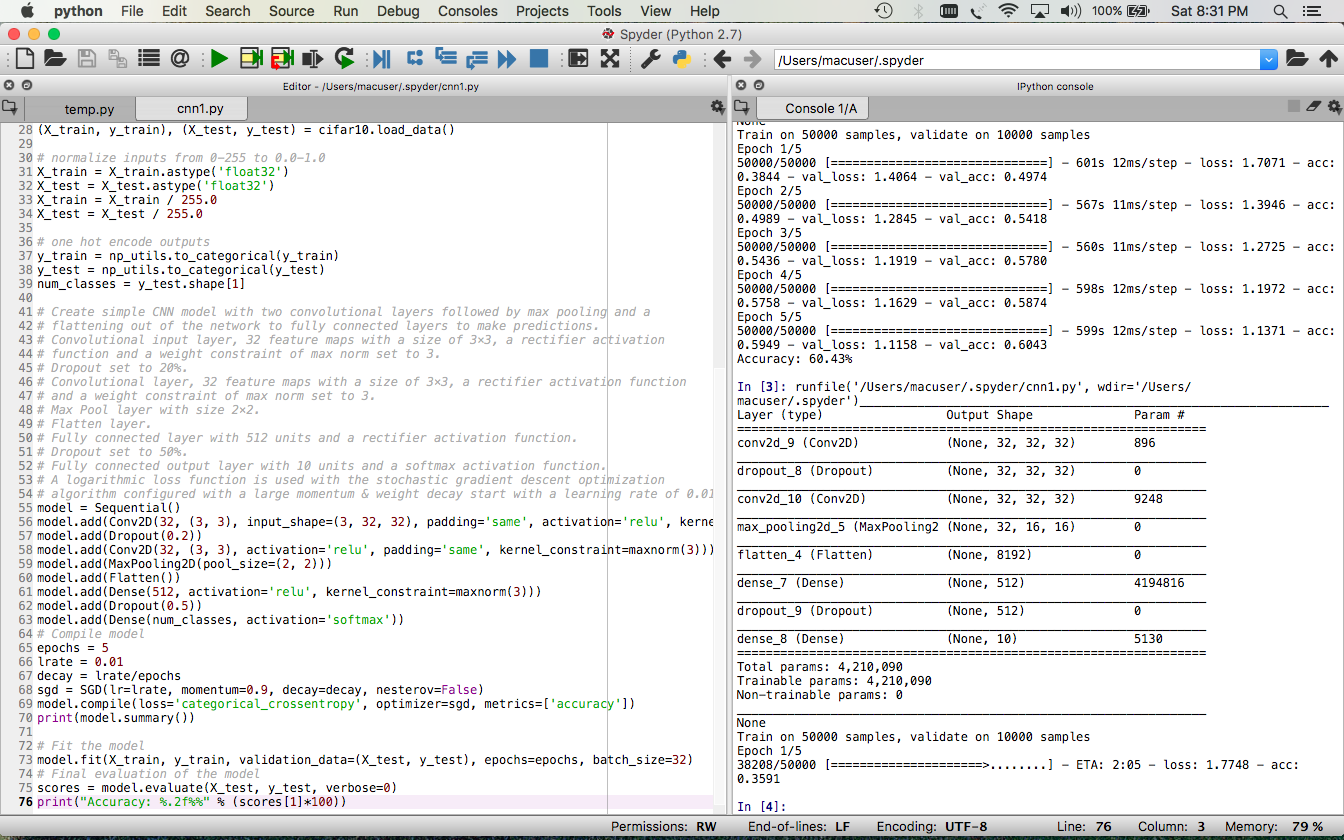 python File Edit Search Source Run Debug Consoles Projects Tools View Help 100% Sat 8:31 PM
Spyder (Python 2.7)
/Users/macuser/.spyder
Editor - /Users/macuser/.spyder/cnn1.py
temp.py cnn1.py
28 (X_train, y_train), (X_test, y_test) = cifar10.load_data()
29
30 # normalize inputs from 0-255 to 0.0-1.0
31 X_train = X_train.astype('float32')
32 X_test = X_test.astype('float32')
33 X_train = X_train / 255.0
34 X_test = X_test / 255.0
35
36 # one hot encode outputs
37 y_train = np_utils.to_categorical(y_train)
38 y_test = np_utils.to_categorical(y_test)
39 num_classes = y_test.shape[1]
40
41 # Create simple CNN model with two convolutional layers followed by max pooling and a
42 # flattening out of the network to fully connected layers to make predictions.
43 # Convolutional input layer, 32 feature maps with a size of 3×3, a rectifier activation
44 # function and a weight constraint of max norm set to 3.
45 # Dropout set to 20%.
46 # Convolutional layer, 32 feature maps with a size of 3×3, a rectifier activation function
47 # and a weight constraint of max norm set to 3.
48 # Max Pool layer with size 2×2.
49 # Flatten layer.
50 # Fully connected layer with 512 units and a rectifier activation function.
51 # Dropout set to 50%.
52 # Fully connected output layer with 10 units and a softmax activation function.
53 # A logarithmic loss function is used with the stochastic gradient descent optimization
54 # algorithm configured with a large momentum & weight decay start with a learning rate of 0.01
55 model = Sequential()
56 model.add(Conv2D(32, (3, 3), input_shape=(3, 32, 32), padding='same', activation='relu', kerne
57 model.add(Dropout(0.2))
58 model.add(Conv2D(32, (3, 3), activation='relu', padding='same', kernel_constraint=maxnorm(3)))
59 model.add(MaxPooling2D(pool_size=(2, 2)))
60 model.add(Flatten())
61 model.add(Dense(512, activation='relu', kernel_constraint=maxnorm(3)))
62 model.add(Dropout(0.5))
63 model.add(Dense(num_classes, activation='softmax'))
64 # Compile model
65 epochs = 5
66 lrate = 0.01
67 decay = lrate/epochs
68 sgd = SGD(lr=lrate, momentum=0.9, decay=decay, nesterov=False)
69 model.compile(loss='categorical_crossentropy', optimizer=sgd, metrics=['accuracy'])
70 print(model.summary())
71
72 # Fit the model
73 model.fit(X_train, y_train, validation_data=(X_test, y_test), epochs=epochs, batch_size=32)
74 # Final evaluation of the model
75 scores = model.evaluate(X_test, y_test, verbose=0)
76 print("Accuracy: %.2f%%" % (scores[1]*100))
IPython console
Console 1/A
None
Train on 50000 samples, validate on 10000 samples
Epoch 1/5
50000/50000 [==============================] - 601s 12ms/step - loss: 1.7071 - acc:
0.3844 - val_loss: 1.4064 - val_acc: 0.4974
Epoch 2/5
50000/50000 [==============================] - 567s 11ms/step - loss: 1.3946 - acc:
0.4989 - val_loss: 1.2845 - val_acc: 0.5418
Epoch 3/5
50000/50000 [==============================] - 560s 11ms/step - loss: 1.2725 - acc:
0.5436 - val_loss: 1.1919 - val_acc: 0.5780
Epoch 4/5
50000/50000 [==============================] - 598s 12ms/step - loss: 1.1972 - acc:
0.5758 - val_loss: 1.1629 - val_acc: 0.5874
Epoch 5/5
50000/50000 [==============================] - 599s 12ms/step - loss: 1.1371 - acc:
0.5949 - val_loss: 1.1158 - val_acc: 0.6043
Accuracy: 60.43%
In [3]: runfile('/Users/macuser/.spyder/cnn1.py', wdir='/Users/
macuser/.spyder')
Layer (type) Output Shape Param #
conv2d_9 (Conv2D) (None, 32, 32, 32) 896
dropout_8 (Dropout) (None, 32, 32, 32) 0
conv2d_10 (Conv2D) (None, 32, 32, 32) 9248
max_pooling2d_5 (MaxPooling2 (None, 32, 16, 16) 0
flatten_4 (Flatten) (None, 8192) 0
dense_7 (Dense) (None, 512) 4194816
dropout_9 (Dropout) (None, 512) 0
dense_8 (Dense) (None, 10) 5130
Total params: 4,210,090
Trainable params: 4,210,090
Non-trainable params: 0
None
Train on 50000 samples, validate on 10000 samples
Epoch 1/5
38208/50000 [=====================>........] - ETA: 2:05 - loss: 1.7748 - acc:
0.3591
In [4]:
Permissions: RW End-of-lines: LF Encoding: UTF-8 Line: 76 Column: 3 Memory: 79 %